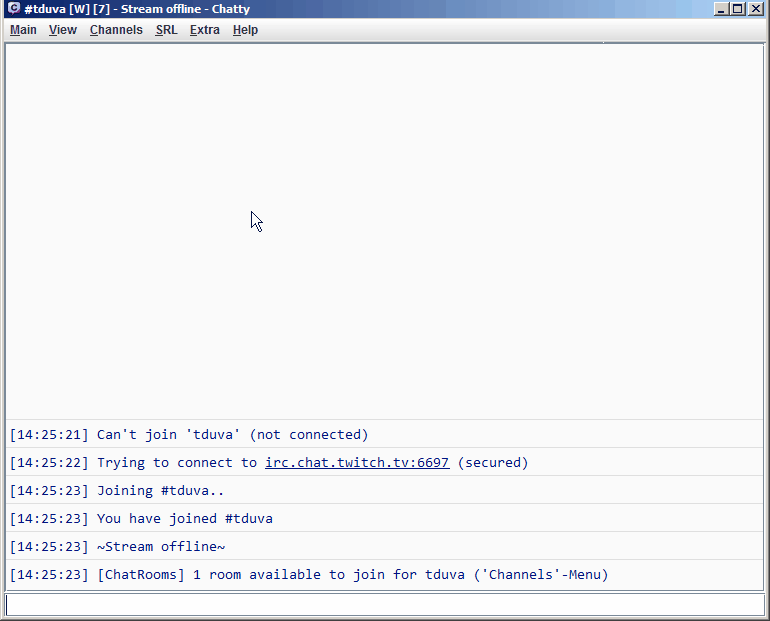 #tduva [W] [7] - Stream offline - Chatty
Main View Channels SRL Extra Help
[14:25:21] Can't join 'tduva' (not connected)
[14:25:22] Trying to connect to irc.chat.twitch.tv:6697 (secured)
[14:25:23] Joining #tduva..
[14:25:23] You have joined #tduva
[14:25:23] ~Stream offline~
[14:25:23] [ChatRooms] 1 room available to join for tduva ('Channels'-Menu)